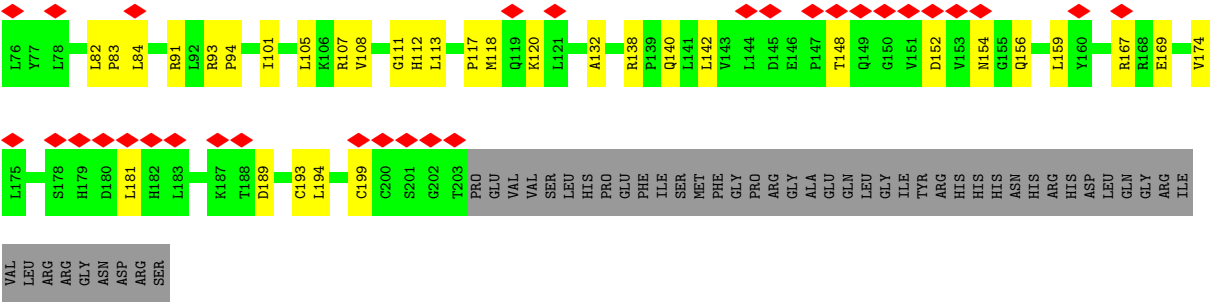 L76 Y77 L78 L82 P83 L84 R91 L92 R93 P94 I101 L105 K106 R107 V108 G111 H112 L113 P117 M118 Q119 K120 L121 A132 R138 P139 Q140 L141 L142 V143 L144 D145 E146 P147 T148 Q149 G150 V151 D152 V153 N154 G155 Q156 L159 Y160 R167 R168 E169 V174
L175 S178 H179 D180 L181 H182 L183 K187 T188 D189 C193 L194 C199 C200 S201 G202 T203 PRO GLU VAL VAL SER LEU HIS PRO GLU PHE ILE SER MET PHE GLY PRO ARG GLY ALA GLU GLN LEU GLY ILE TYR ARG HIS HIS HIS ASN HIS ARG HIS ASP LEU GLN GLY ARG ILE
VAL LEU ARG ARG GLY ASN ASP ARG SER